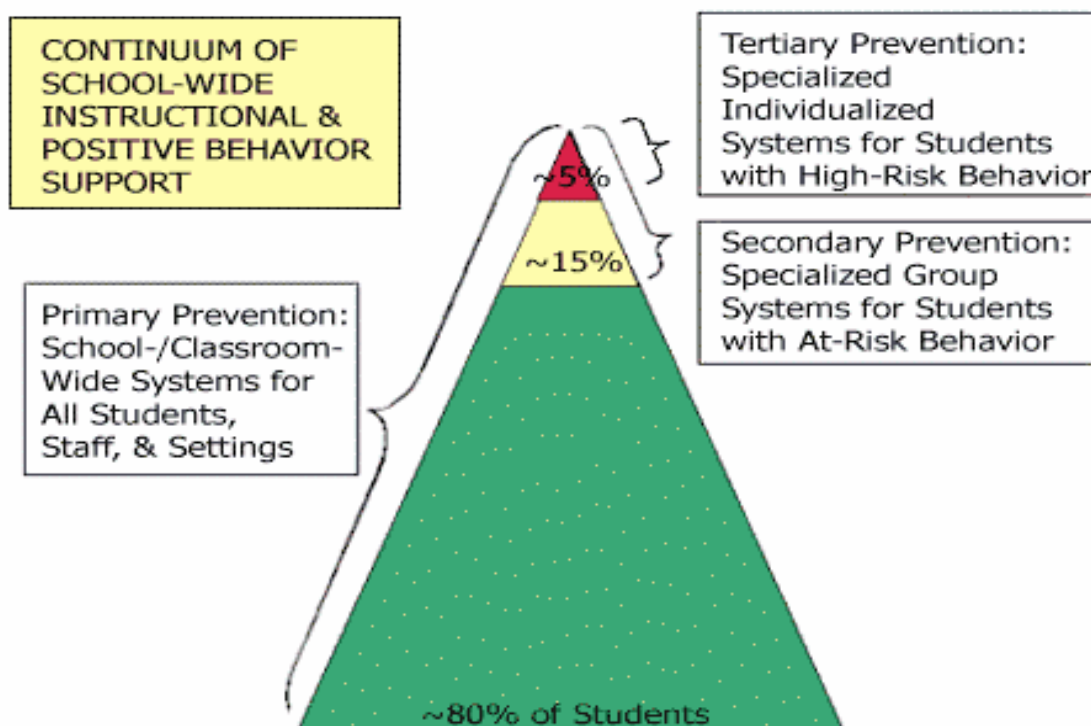 CONTINUUM OF
SCHOOL-WIDE
INSTRUCTIONAL &
POSITIVE BEHAVIOR
SUPPORT
Primary Prevention:
School-/Classroom-
Wide Systems for
All Students,
Staff, & Settings
~5%
~15%
~80% of Students
Tertiary Prevention:
Specialized
Individualized
Systems for Students
with High-Risk Behavior
Secondary Prevention:
Specialized Group
Systems for Students
with At-Risk Behavior